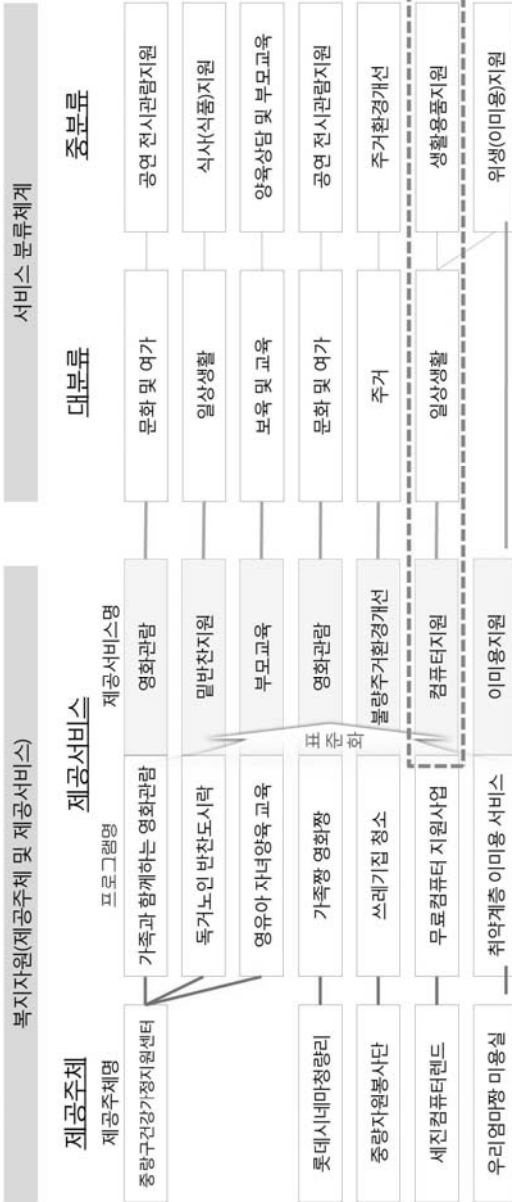 복지자원(제공주체 및 제공서비스)
서비스 분류체계
제공주체
제공서비스
대분류
중분류
제공주체명
프로그램명
제공서비스명
중랑구건강가정지원센터
가족과 함께하는 영화관람
영화관람
문화 및 여가
공연 전시관람지원
독거노인 반찬도시락
밑반찬지원
일상생활
식사(식품)지원
영유아 자녀양육 교육
부모교육
보육 및 교육
양육상담 및 부모교육
롯데시네마청량리
가족짱 영화짱
영화관람
문화 및 여가
공연 전시관람지원
표준화
중랑자원봉사단
쓰레기집 청소
불량주거환경개선
주거
주거환경개선
세진컴퓨터랜드
무료컴퓨터 지원사업
컴퓨터지원
일상생활
생활용품지원
우리엄마짱 미용실
취약계층 이미용 서비스
이미용지원
위생(이미용)지원